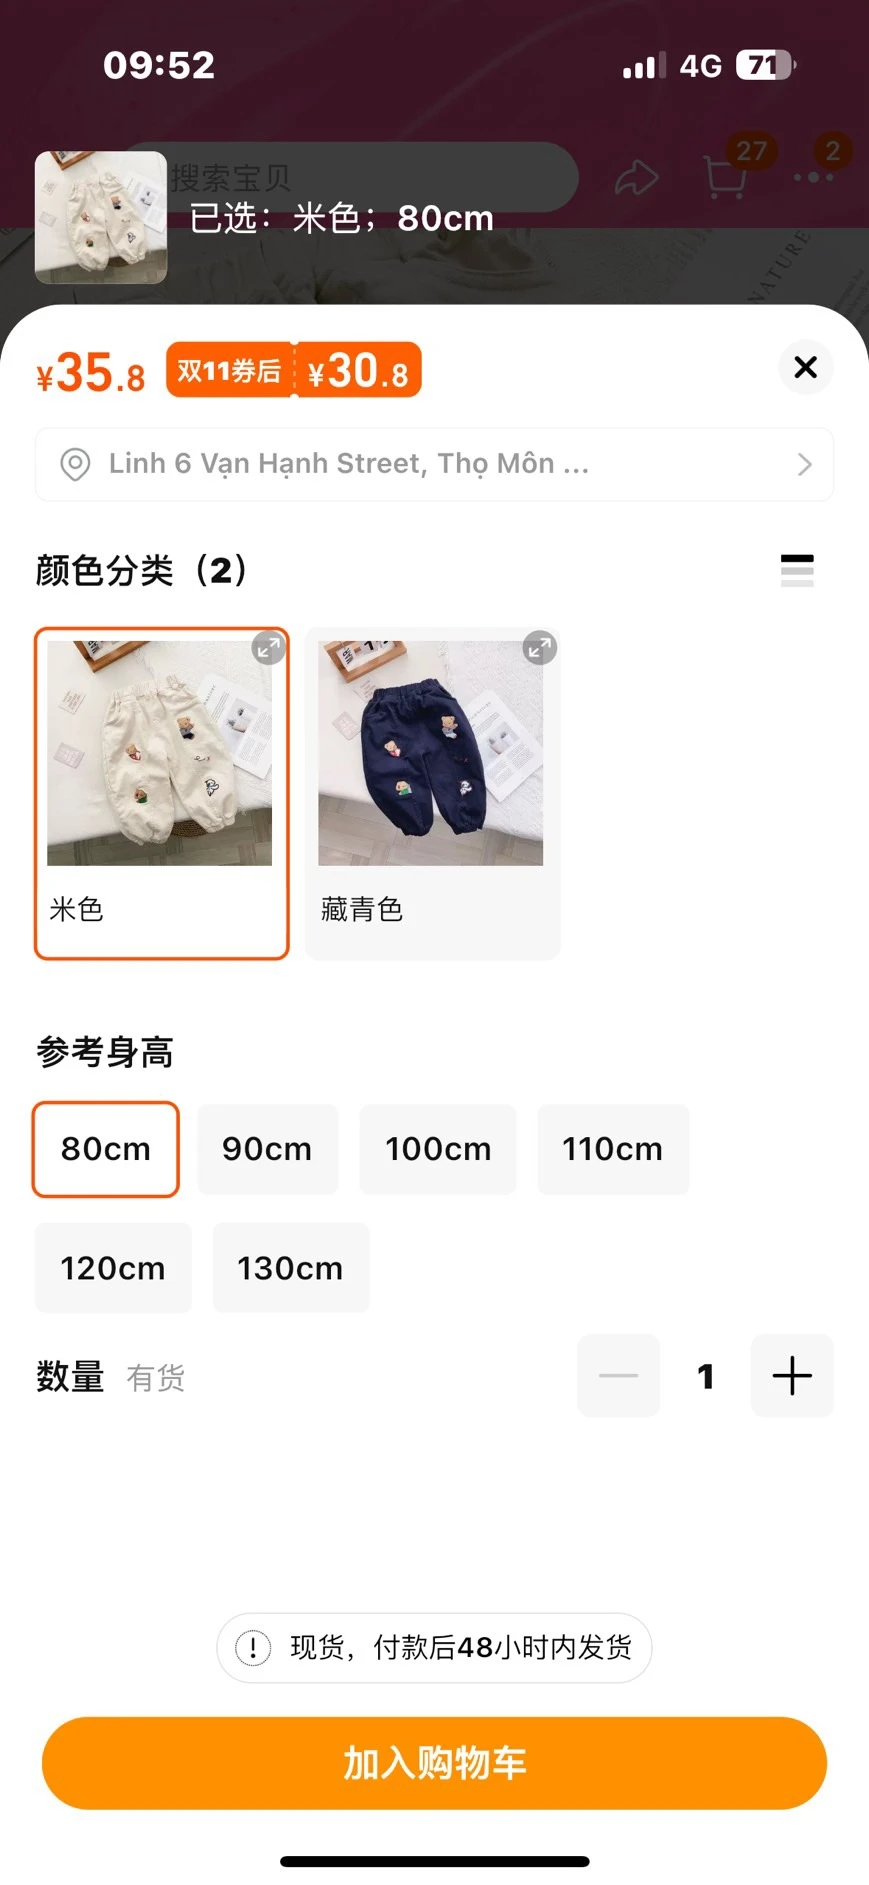 09:52
4G 71
搜索宝贝
27
2
已选：米色；80cm
NATURE
¥35.8
双11券后 ¥30.8
Linh 6 Vạn Hạnh Street, Thọ Môn ...
颜色分类（2）
米色
藏青色
参考身高
80cm
90cm
100cm
110cm
120cm
130cm
数量 有货
1
现货，付款后48小时内发货
加入购物车